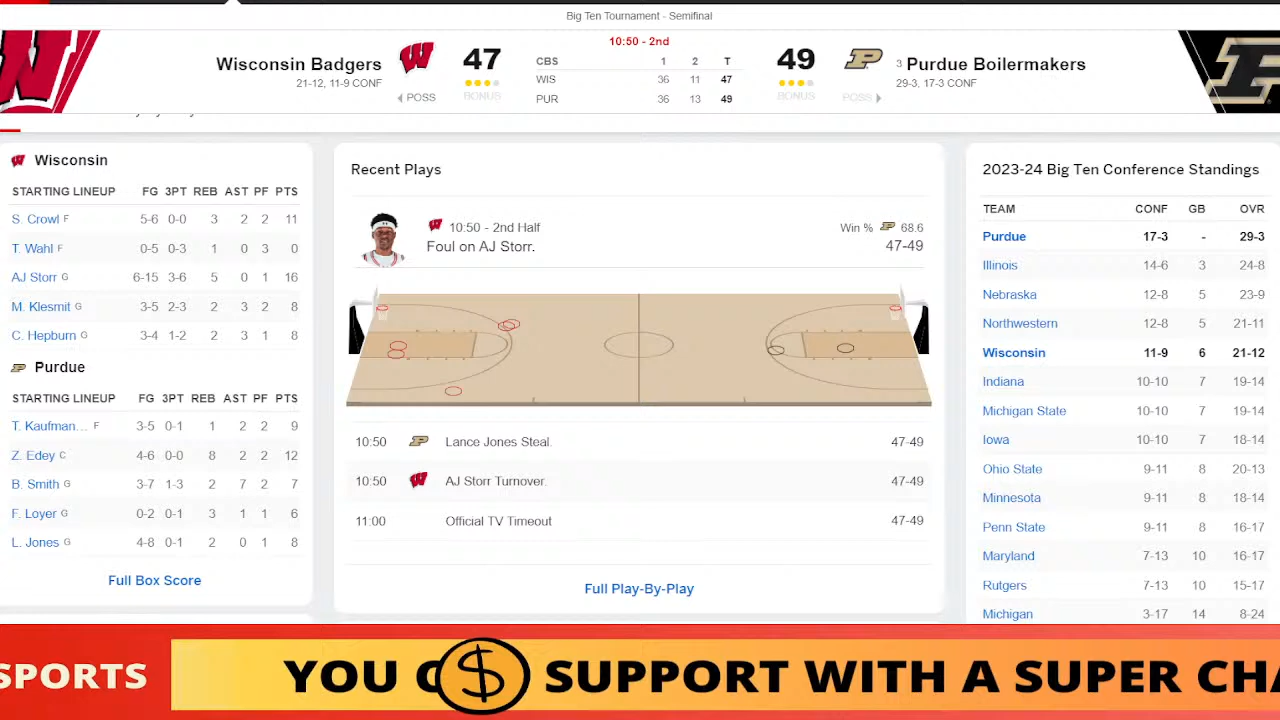 Big Ten Tournament - Semifinal
Wisconsin Badgers
21-12, 11-9 CONF
47
BONUS
POSS
10:50 - 2nd
CBS 1 2 T
WIS 36 11 47
PUR 36 13 49
49
BONUS
POSS
3 Purdue Boilermakers
29-3, 17-3 CONF
Wisconsin
STARTING LINEUP FG 3PT REB AST PF PTS
S. Crowl F 5-6 0-0 3 2 2 11
T. Wahl F 0-5 0-3 1 0 3 0
AJ Storr G 6-15 3-6 5 0 1 16
M. Klesmit G 3-5 2-3 2 3 2 8
C. Hepburn G 3-4 1-2 2 3 1 8
Purdue
STARTING LINEUP FG 3PT REB AST PF PTS
T. Kaufman... F 3-5 0-1 1 2 2 9
Z. Edey C 4-6 0-0 8 2 2 12
B. Smith G 3-7 1-3 2 7 2 7
F. Loyer G 0-2 0-1 3 1 1 6
L. Jones G 4-8 0-1 2 0 1 8
Full Box Score
Recent Plays
10:50 - 2nd Half
Foul on AJ Storr.
Win % 68.6
47-49
10:50 Lance Jones Steal. 47-49
10:50 AJ Storr Turnover. 47-49
11:00 Official TV Timeout 47-49
Full Play-By-Play
2023-24 Big Ten Conference Standings
TEAM CONF GB OVR
Purdue 17-3 - 29-3
Illinois 14-6 3 24-8
Nebraska 12-8 5 23-9
Northwestern 12-8 5 21-11
Wisconsin 11-9 6 21-12
Indiana 10-10 7 19-14
Michigan State 10-10 7 19-14
Iowa 10-10 7 18-14
Ohio State 9-11 8 20-13
Minnesota 9-11 8 18-14
Penn State 9-11 8 16-17
Maryland 7-13 10 16-17
Rutgers 7-13 10 15-17
Michigan 3-17 14 8-24
SPORTS
YOU C $ SUPPORT WITH A SUPER CHA